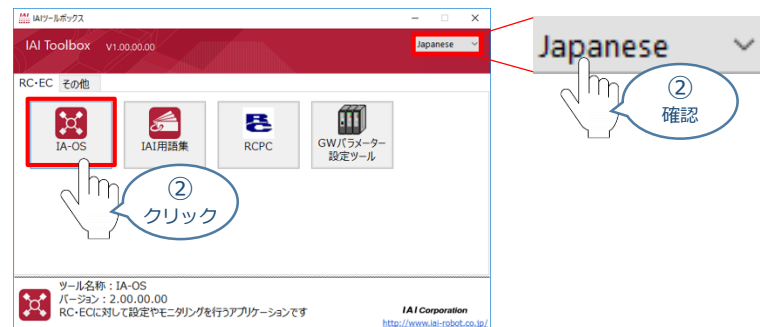 IAIツールボックス
IAI Toolbox V1.00.00.00
Japanese
RC・EC その他
IA-OS
IAI用語集
RCPC
GWパラメーター
設定ツール
②
クリック
Japanese
②
確認
ツール名称：IA-OS
バージョン：2.00.00.00
RC・ECに対して設定やモニタリングを行うアプリケーションです
IAI Corporation
http://www.iai-robot.co.jp/